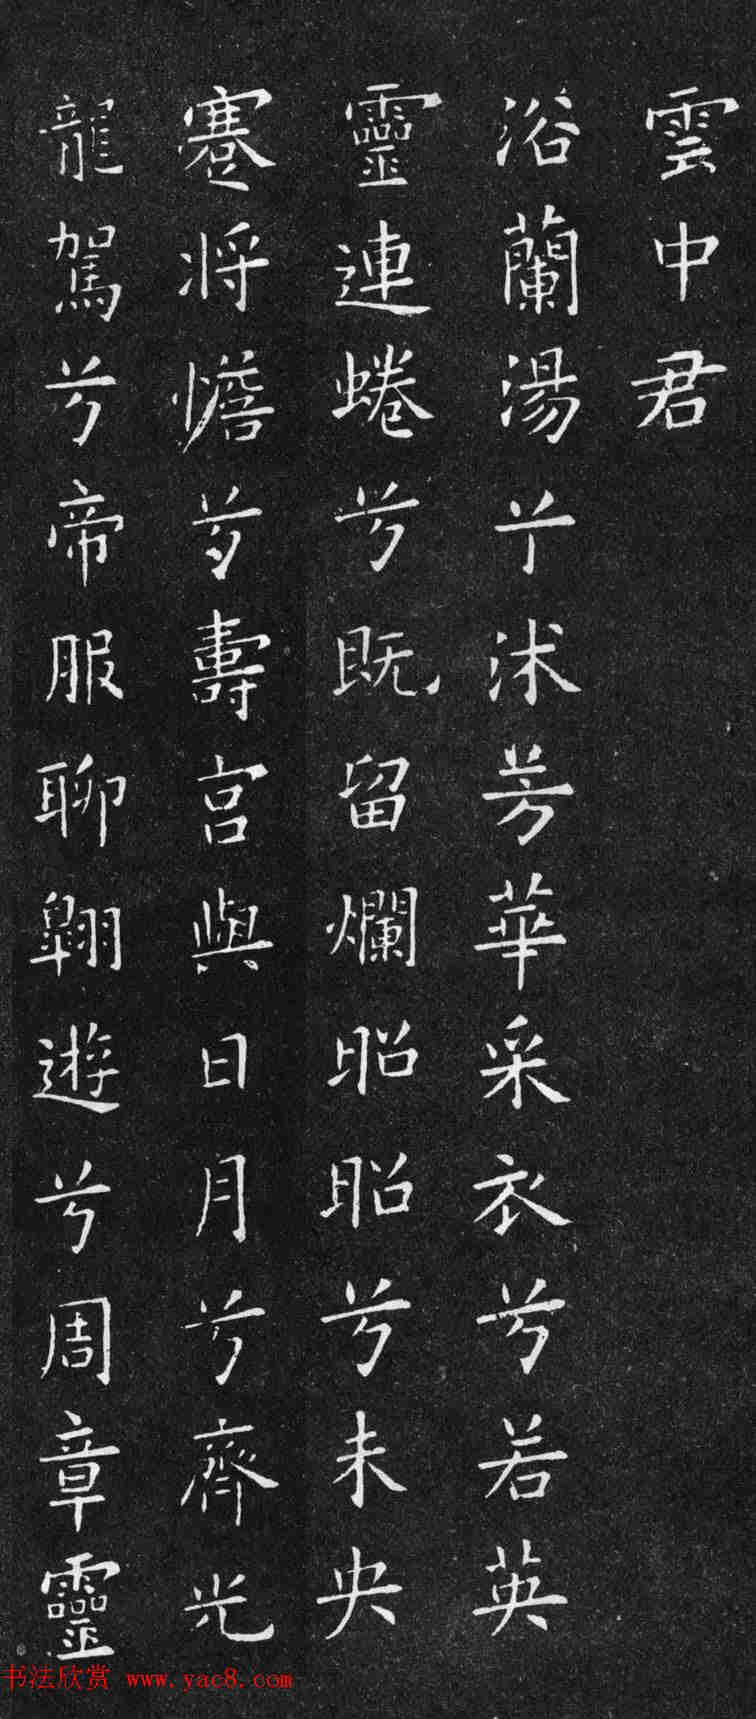 雲中君
浴蘭湯兮沐芳華采衣兮若英
靈連蜷兮既留爛昭昭兮未央
蹇將憺兮壽宮與日月兮齊光
龍駕兮帝服聊翱遊兮周章靈
书法欣赏 www.yac8.com